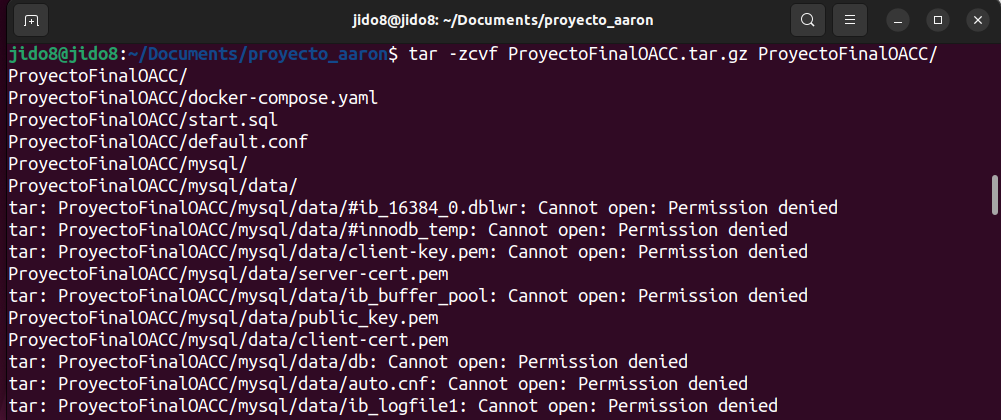 jido8@jido8: ~/Documents/proyecto_aaron
jido8@jido8:~/Documents/proyecto_aaron$ tar -zcvf ProyectoFinalOACC.tar.gz ProyectoFinalOACC/
ProyectoFinalOACC/
ProyectoFinalOACC/docker-compose.yaml
ProyectoFinalOACC/start.sql
ProyectoFinalOACC/default.conf
ProyectoFinalOACC/mysql/
ProyectoFinalOACC/mysql/data/
tar: ProyectoFinalOACC/mysql/data/#ib_16384_0.dblwr: Cannot open: Permission denied
tar: ProyectoFinalOACC/mysql/data/#innodb_temp: Cannot open: Permission denied
tar: ProyectoFinalOACC/mysql/data/client-key.pem: Cannot open: Permission denied
ProyectoFinalOACC/mysql/data/server-cert.pem
tar: ProyectoFinalOACC/mysql/data/ib_buffer_pool: Cannot open: Permission denied
ProyectoFinalOACC/mysql/data/public_key.pem
ProyectoFinalOACC/mysql/data/client-cert.pem
tar: ProyectoFinalOACC/mysql/data/db: Cannot open: Permission denied
tar: ProyectoFinalOACC/mysql/data/auto.cnf: Cannot open: Permission denied
tar: ProyectoFinalOACC/mysql/data/ib_logfile1: Cannot open: Permission denied